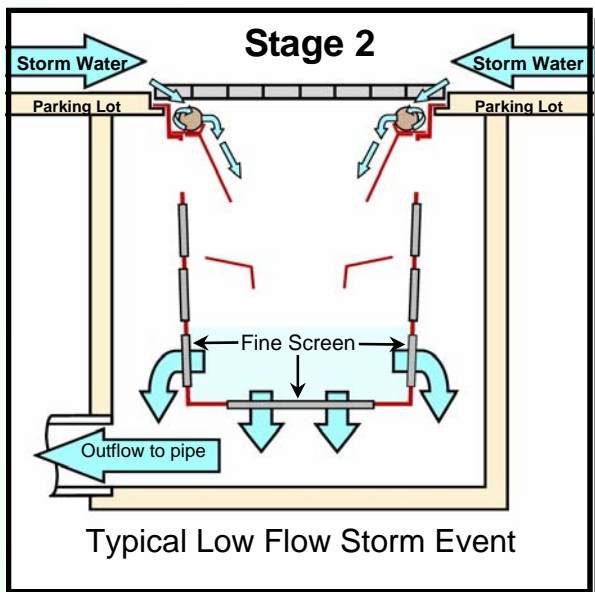 Stage 2
Storm Water
Storm Water
Parking Lot
Parking Lot
Fine Screen
Outflow to pipe
Typical Low Flow Storm Event